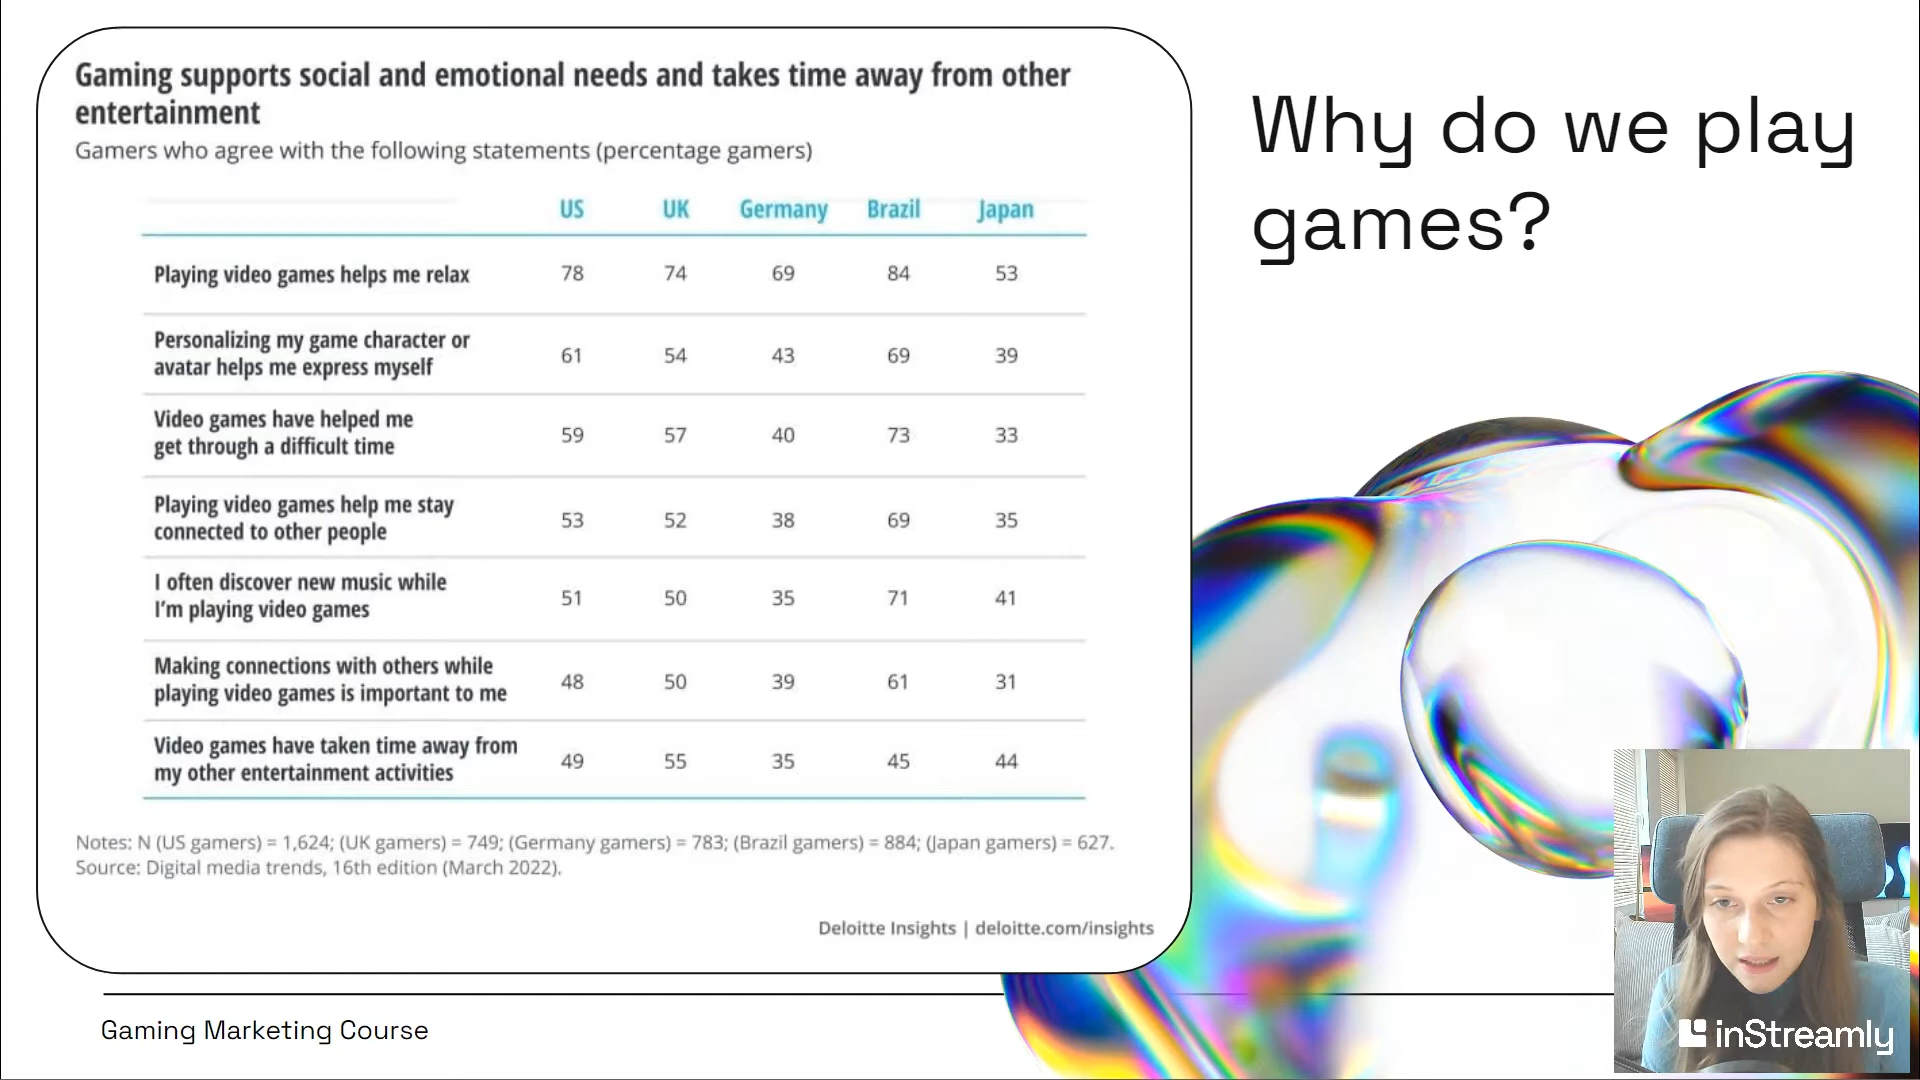 Gaming supports social and emotional needs and takes time away from other
entertainment
Gamers who agree with the following statements (percentage gamers)
US UK Germany Brazil Japan
Playing video games helps me relax 78 74 69 84 53
Personalizing my game character or
avatar helps me express myself 61 54 43 69 39
Video games have helped me
get through a difficult time 59 57 40 73 33
Playing video games help me stay
connected to other people 53 52 38 69 35
I often discover new music while
I'm playing video games 51 50 35 71 41
Making connections with others while
playing video games is important to me 48 50 39 61 31
Video games have taken time away from
my other entertainment activities 49 55 35 45 44
Notes: N (US gamers) = 1,624; (UK gamers) = 749; (Germany gamers) = 783; (Brazil gamers) = 884; (Japan gamers) = 627.
Source: Digital media trends, 16th edition (March 2022).
Deloitte Insights | deloitte.com/insights
Why do we play
games?
Gaming Marketing Course
inStreamly